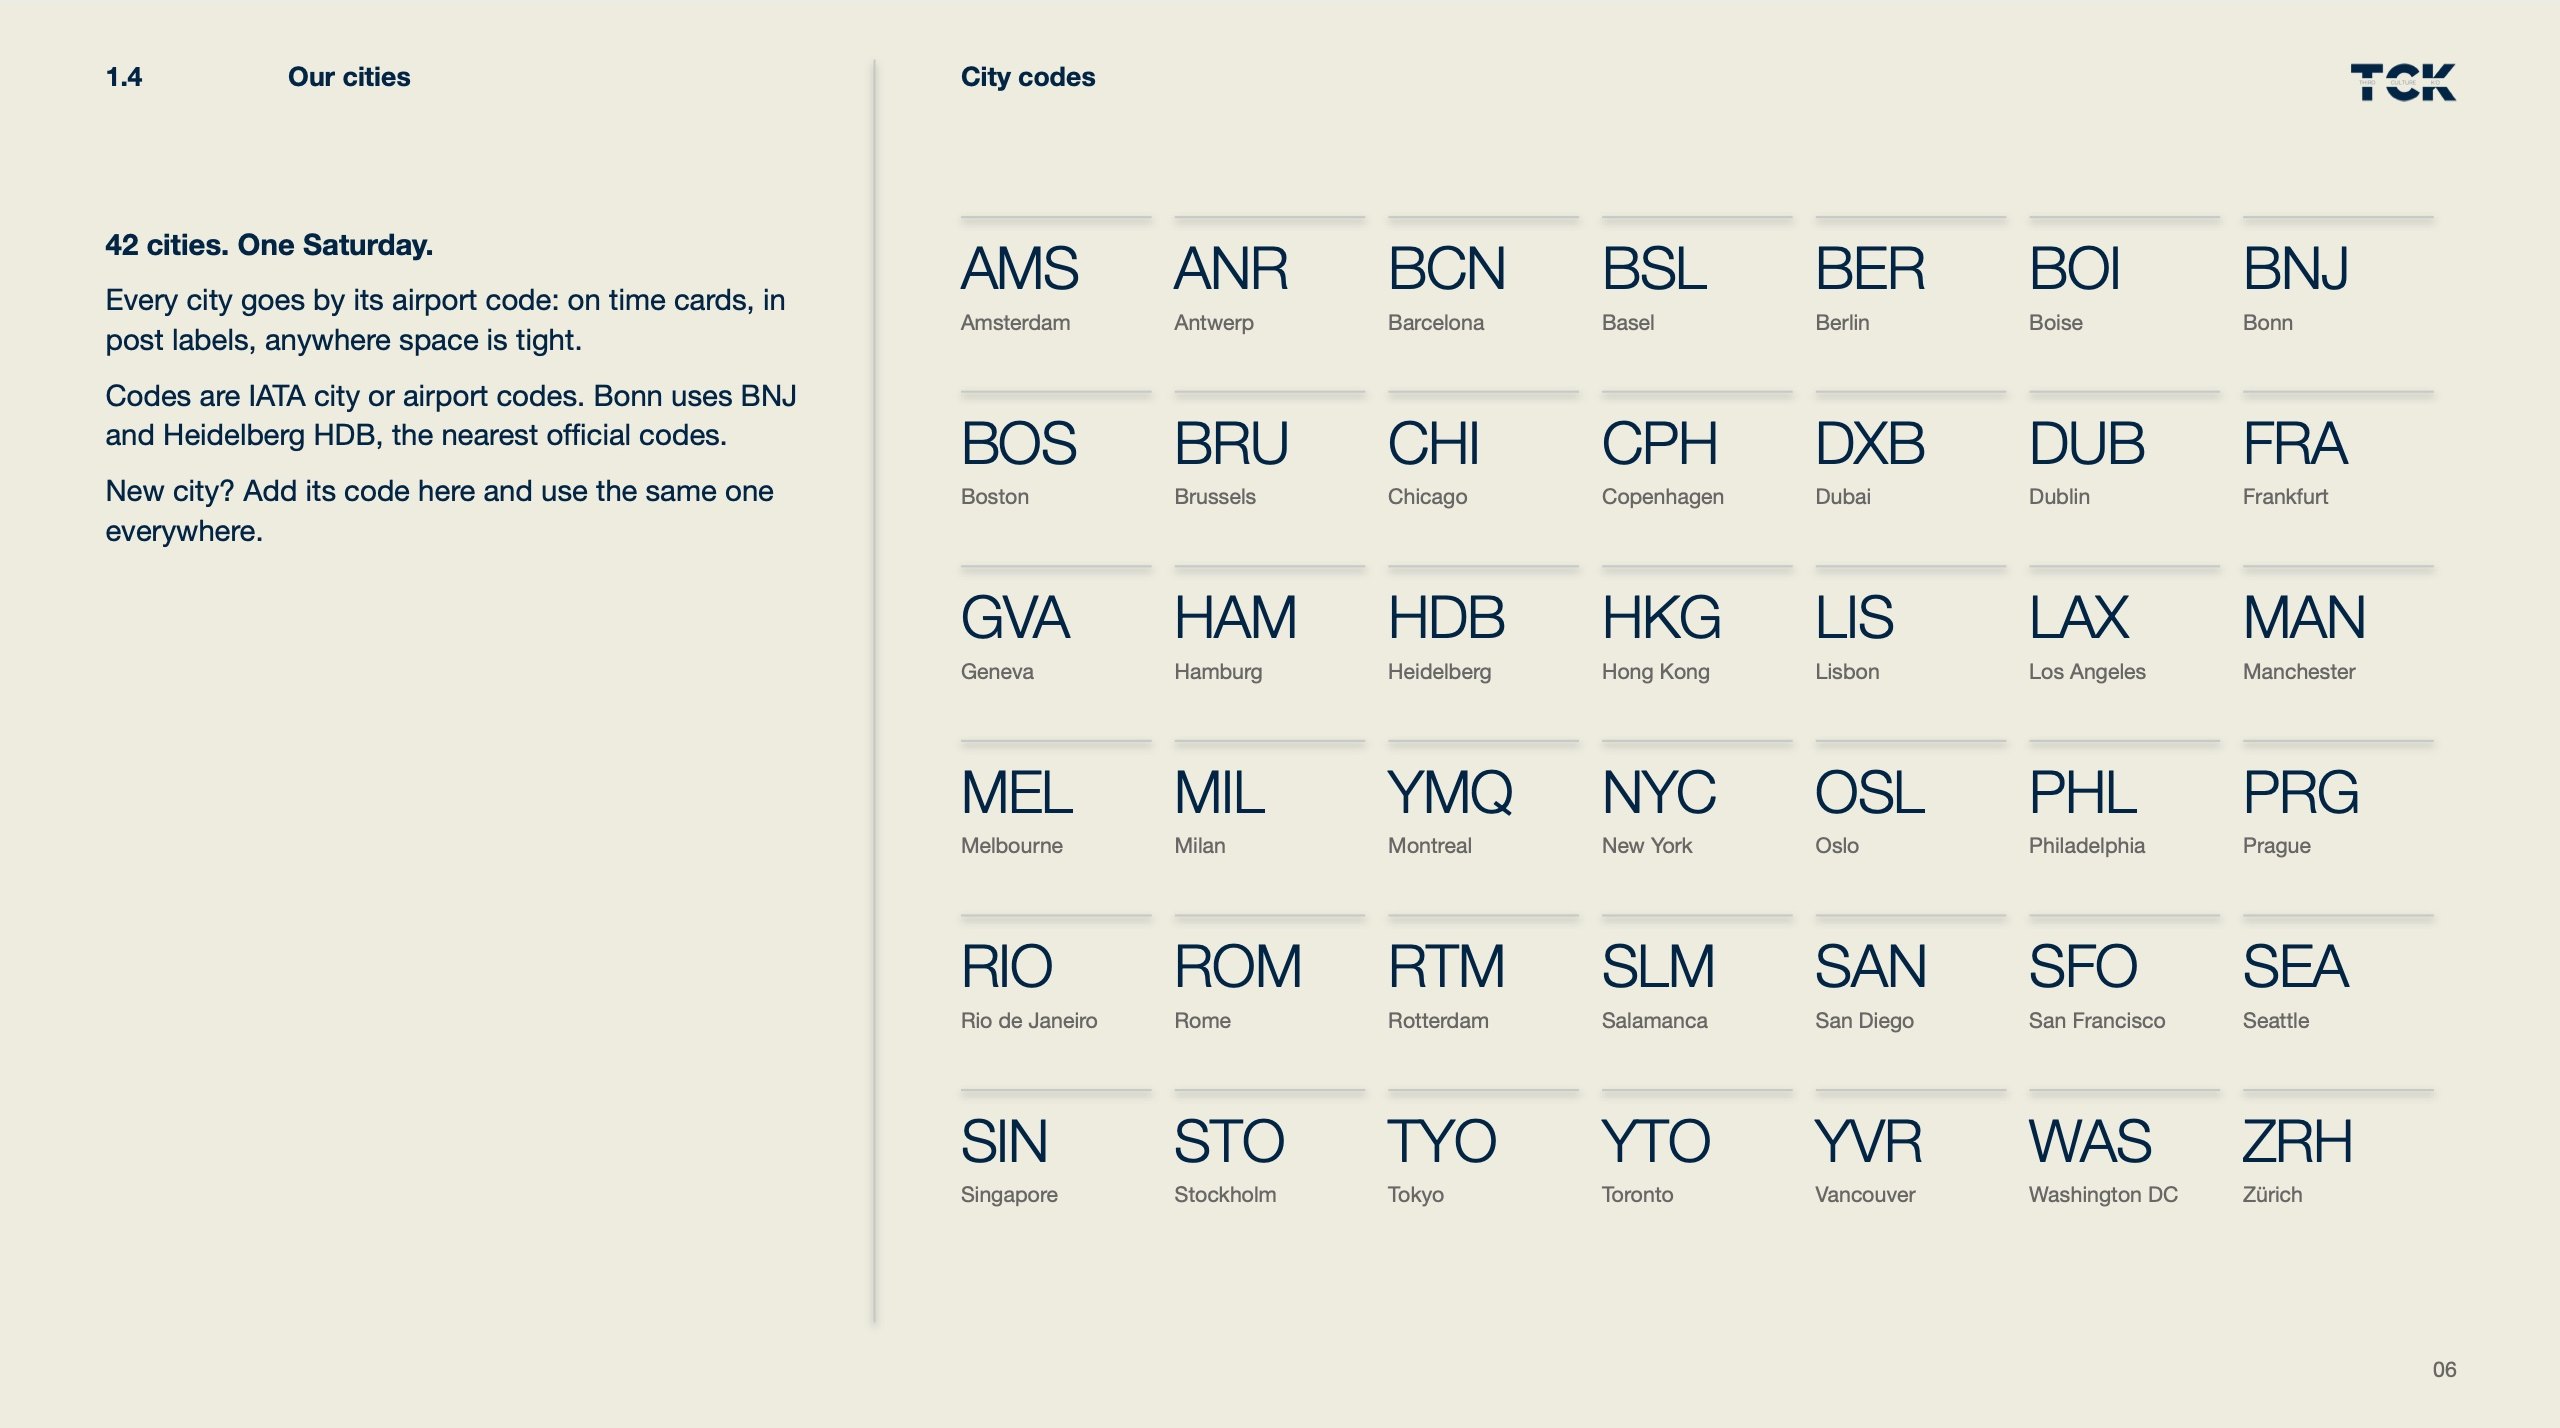 1.4 Our cities
City codes
TCK
THIRD CULTURE KID
42 cities. One Saturday.
Every city goes by its airport code: on time cards, in
post labels, anywhere space is tight.
Codes are IATA city or airport codes. Bonn uses BNJ
and Heidelberg HDB, the nearest official codes.
New city? Add its code here and use the same one
everywhere.
AMS ANR BCN BSL BER BOI BNJ
Amsterdam Antwerp Barcelona Basel Berlin Boise Bonn
BOS BRU CHI CPH DXB DUB FRA
Boston Brussels Chicago Copenhagen Dubai Dublin Frankfurt
GVA HAM HDB HKG LIS LAX MAN
Geneva Hamburg Heidelberg Hong Kong Lisbon Los Angeles Manchester
MEL MIL YMQ NYC OSL PHL PRG
Melbourne Milan Montreal New York Oslo Philadelphia Prague
RIO ROM RTM SLM SAN SFO SEA
Rio de Janeiro Rome Rotterdam Salamanca San Diego San Francisco Seattle
SIN STO TYO YTO YVR WAS ZRH
Singapore Stockholm Tokyo Toronto Vancouver Washington DC Zürich
06